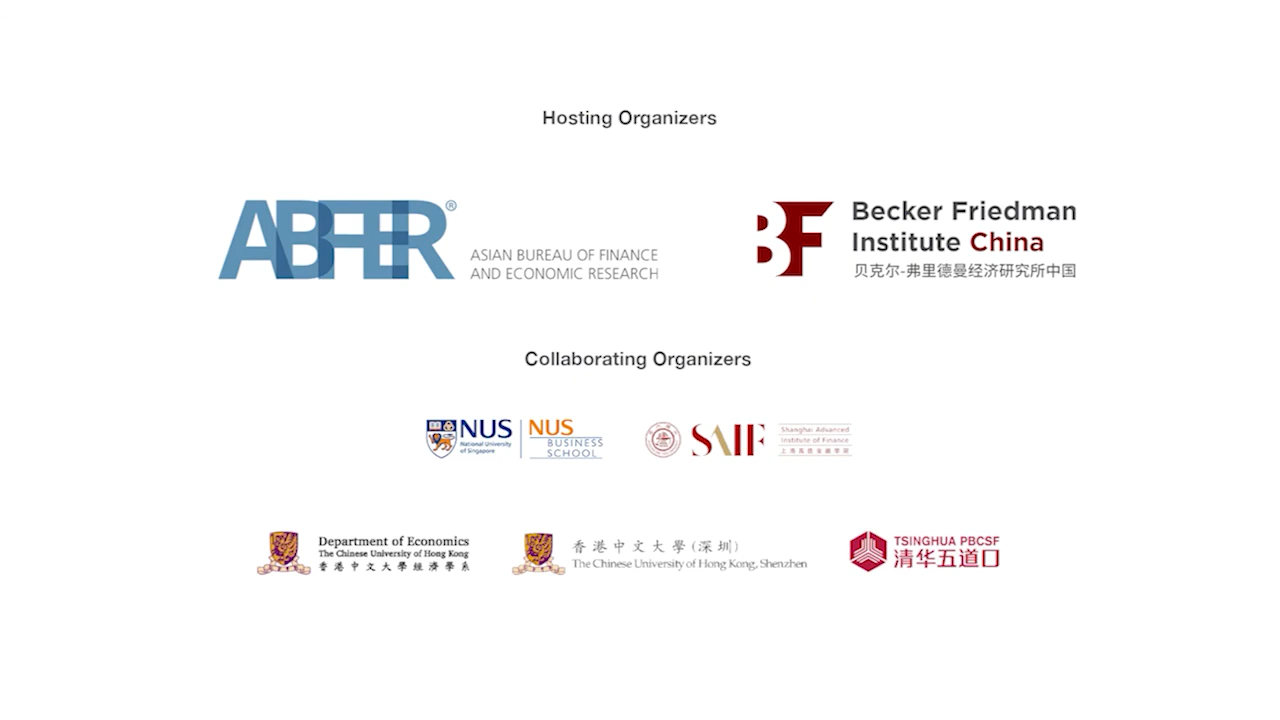 Hosting Organizers
ABFER®
ASIAN BUREAU OF FINANCE
AND ECONOMIC RESEARCH
BF
Becker Friedman
Institute China
贝克尔-弗里德曼经济研究所中国
Collaborating Organizers
NUS
National University
of Singapore
NUS
BUSINESS
SCHOOL
SAIF
Shanghai Advanced
Institute of Finance
上海高级金融学院
Department of Economics
The Chinese University of Hong Kong
香港中文大學經濟學系
香港中文大學(深圳)
The Chinese University of Hong Kong, Shenzhen
TSINGHUA PBCSF
清华五道口